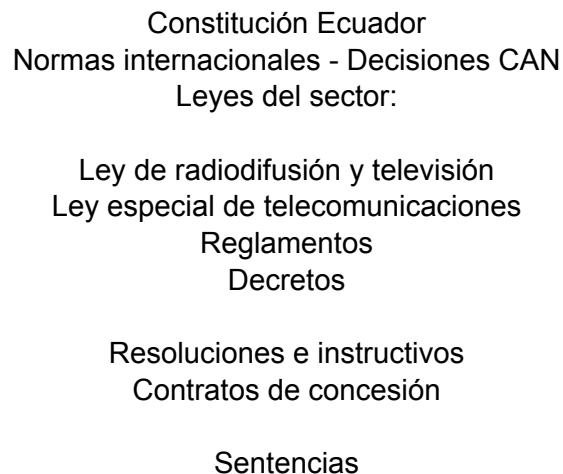 Constitución Ecuador
Normas internacionales - Decisiones CAN
Leyes del sector:
Ley de radiodifusión y televisión
Ley especial de telecomunicaciones
Reglamentos
Decretos
Resoluciones e instructivos
Contratos de concesión
Sentencias